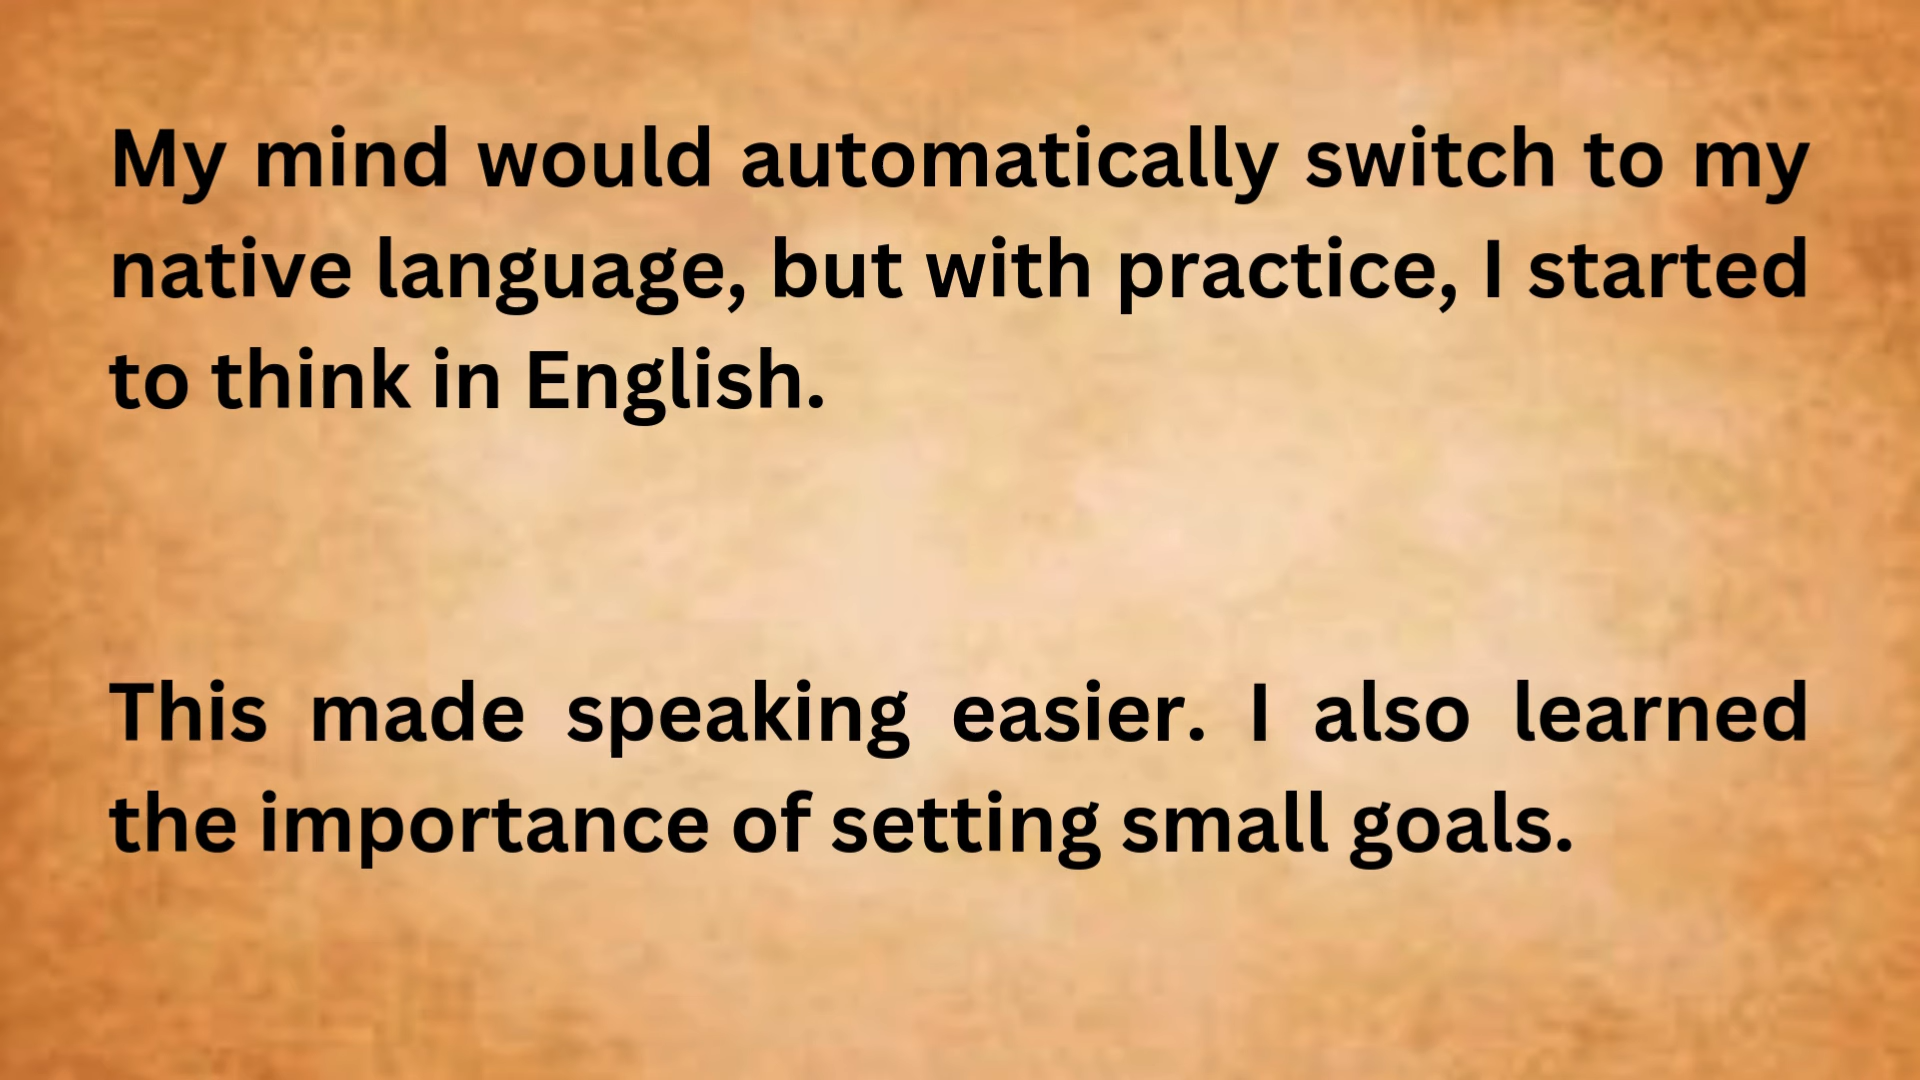 My mind would automatically switch to my
native language, but with practice, I started
to think in English.
This made speaking easier. I also learned
the importance of setting small goals.